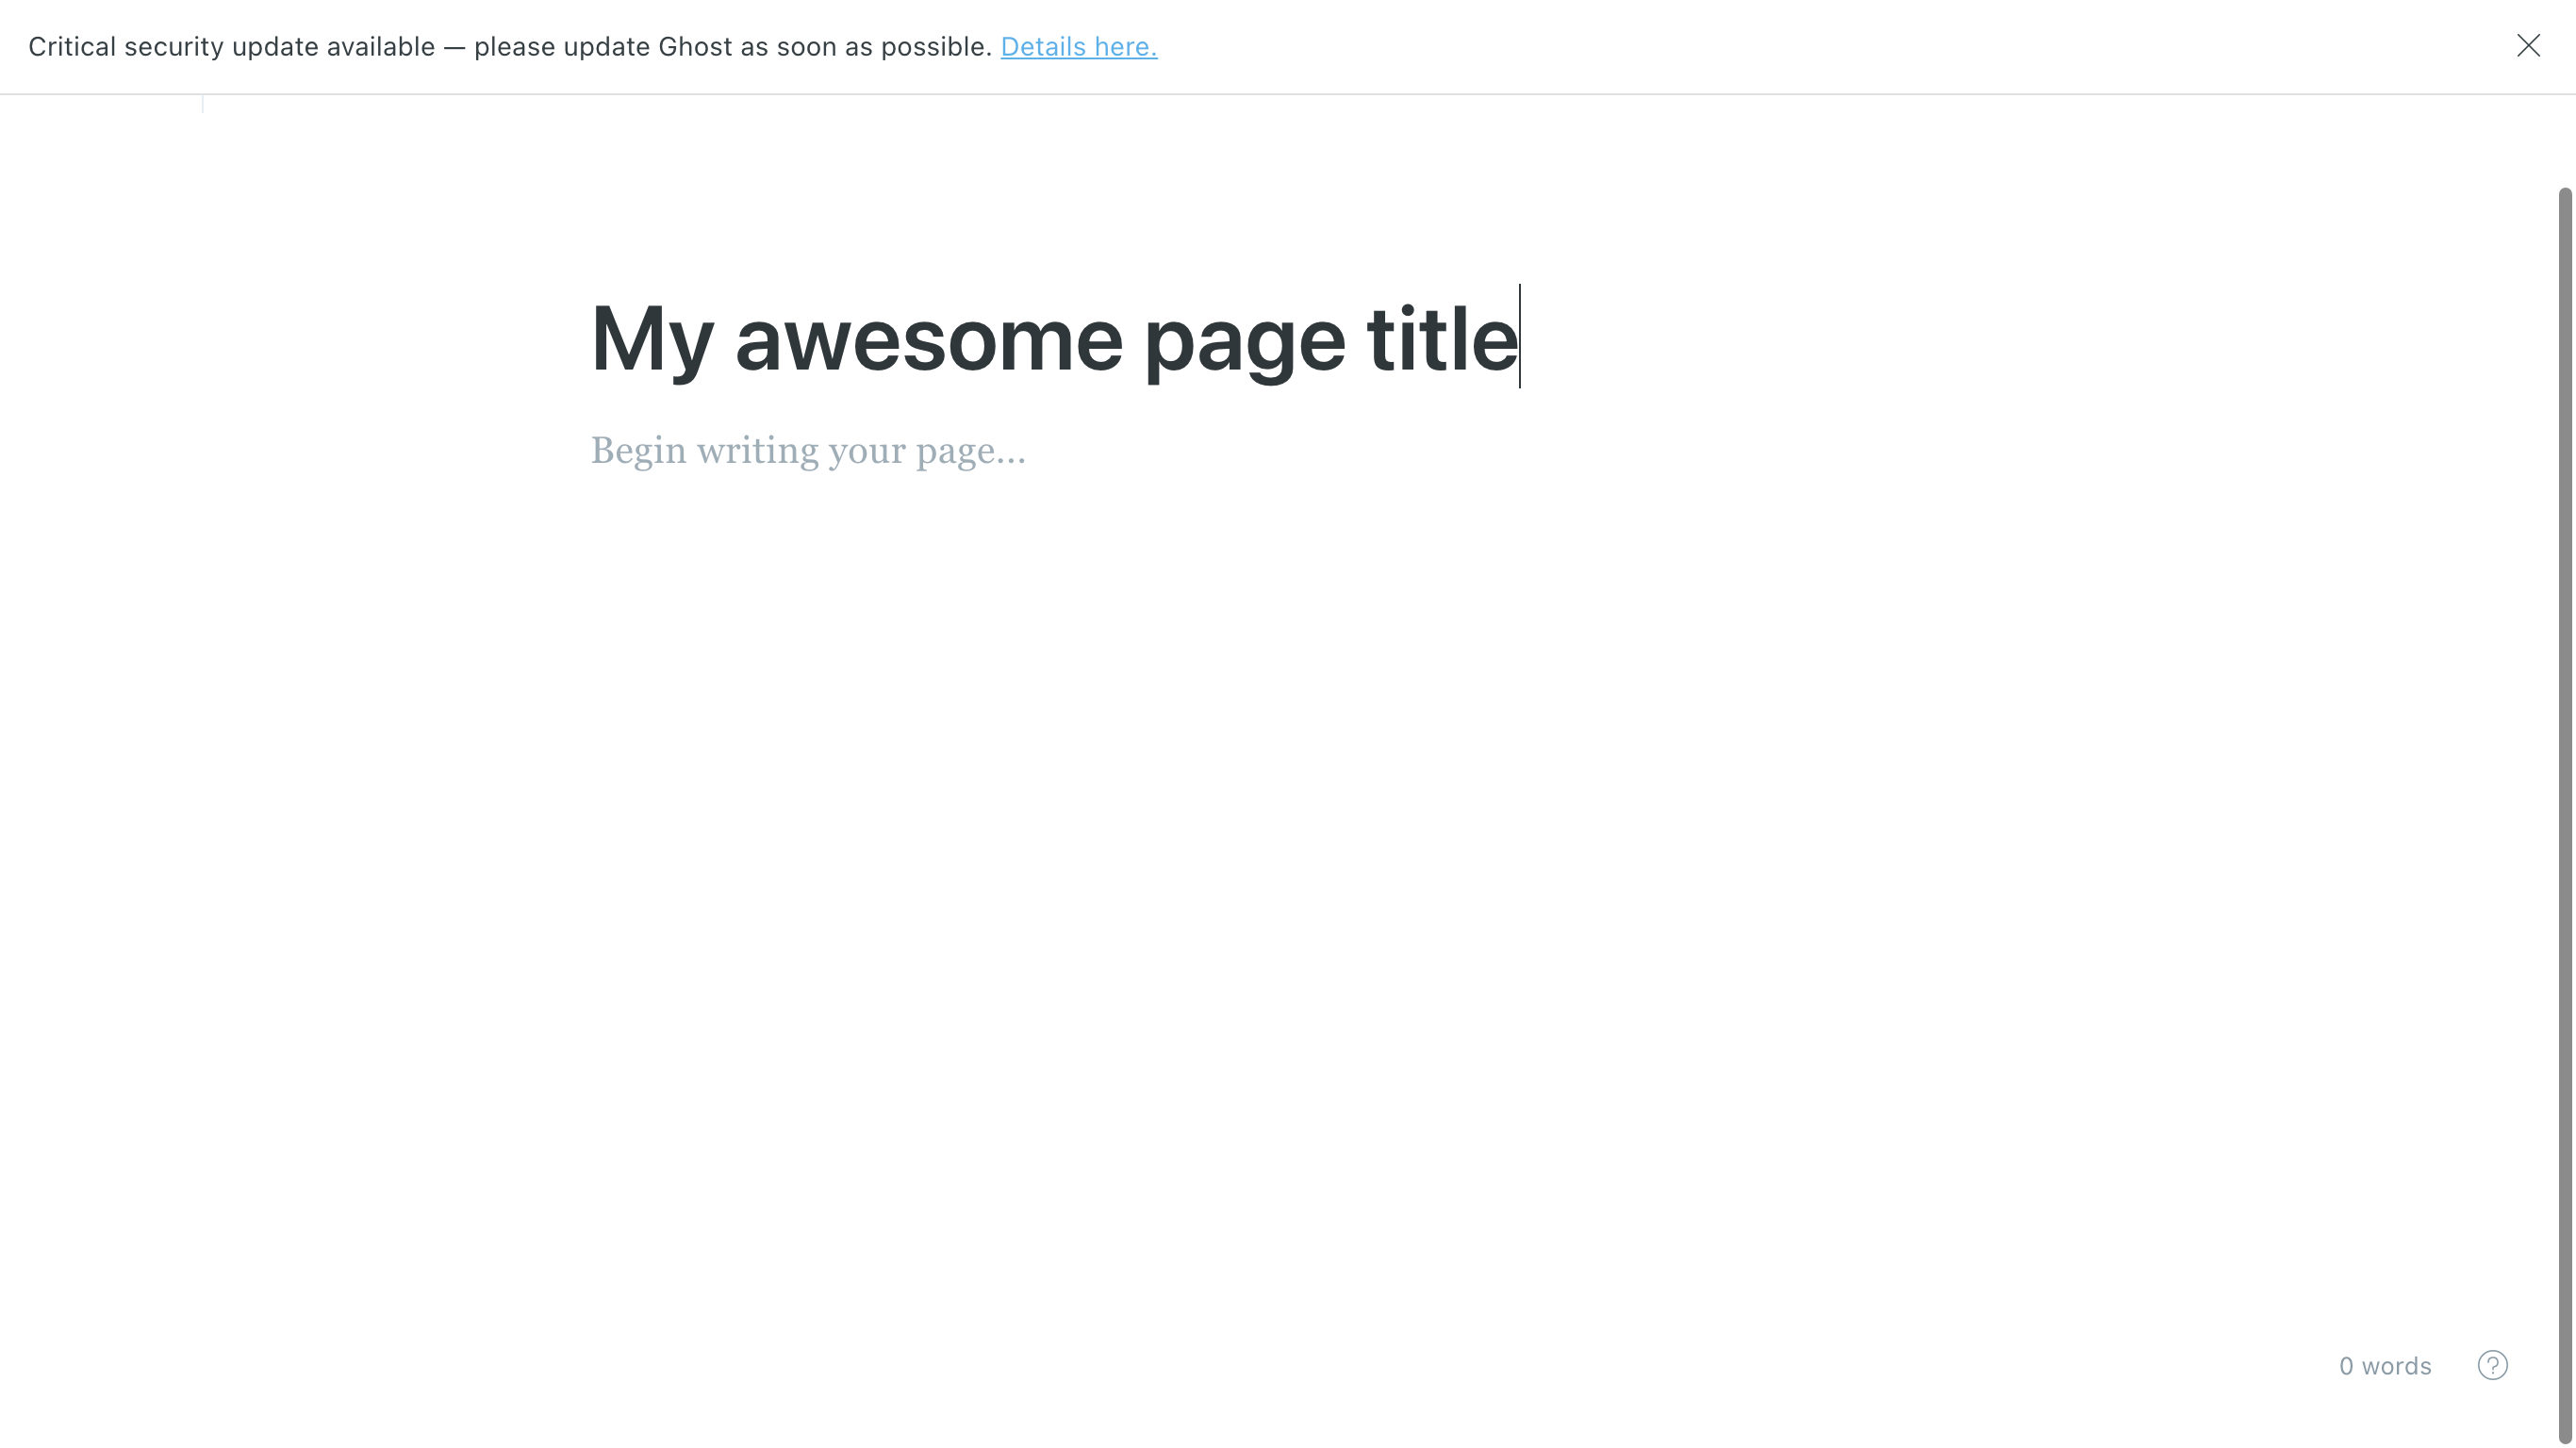 Critical security update available — please update Ghost as soon as possible. Details here.
My awesome page title
Begin writing your page...
0 words
?